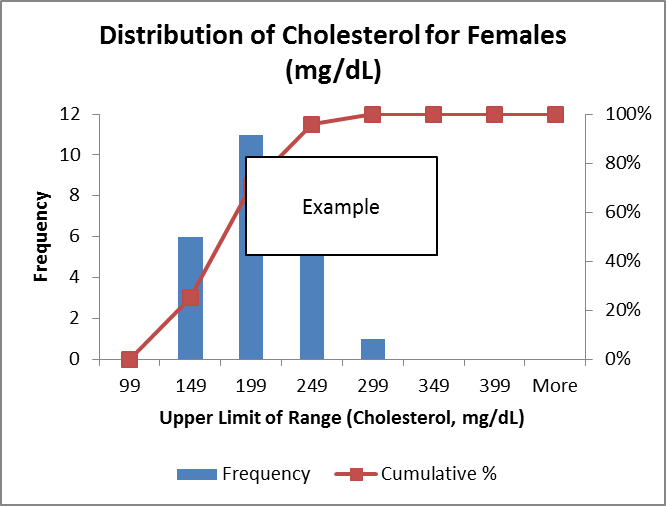 Distribution of Cholesterol for Females
(mg/dL)
12
10
8
6
4
2
0
100%
80%
60%
40%
20%
0%
Frequency
Example
99 149 199 249 299 349 399 More
Upper Limit of Range (Cholesterol, mg/dL)
Frequency Cumulative %